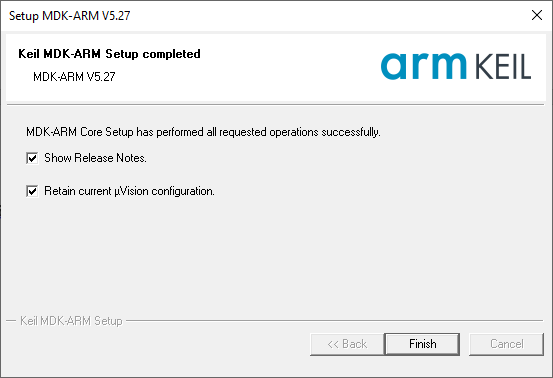 Setup MDK-ARM V5.27
Keil MDK-ARM Setup completed
MDK-ARM V5.27
arm KEIL
MDK-ARM Core Setup has performed all requested operations successfully.
Show Release Notes.
Retain current µVision configuration.
Keil MDK-ARM Setup
<< Back
Finish
Cancel